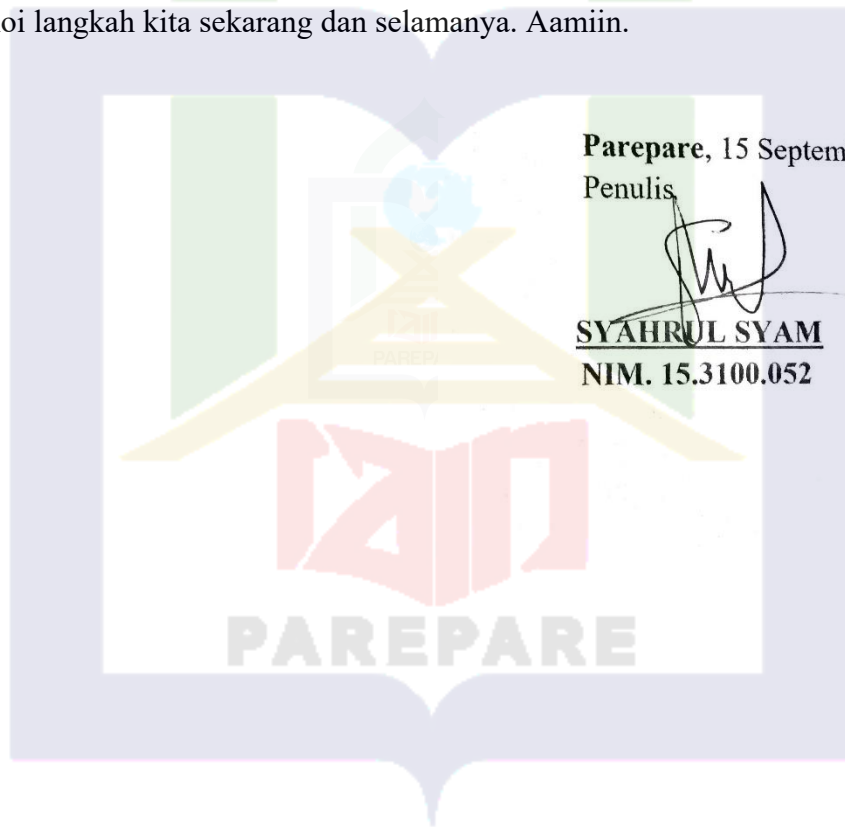 oi langkah kita sekarang dan selamanya. Aamiin.
Parepare, 15 Septem
Penulis,
SYAHRUL SYAM
NIM. 15.3100.052
PAREPARE